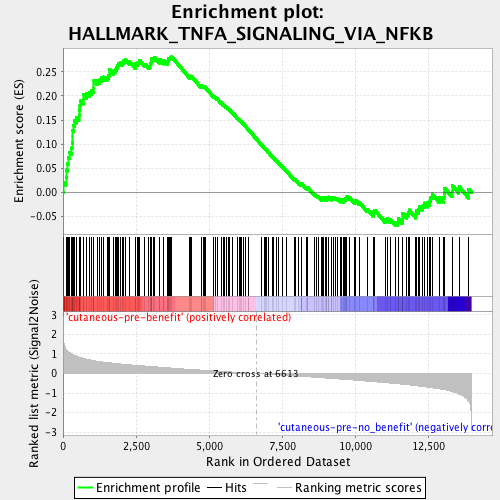 Enrichment plot:
HALLMARK_TNFA_SIGNALING_VIA_NFKB
Enrichment score (ES)
0.25
0.20
0.15
0.10
0.05
0.00
-0.05
Ranked list metric (Signal2Noise)
'cutaneous-pre-benefit' (positively correlated)
3
2
1
0
-1
-2
-3
Zero cross at 6613
'cutaneous-pre-no_benefit' (negatively corre
0
2,500
5,000
7,500
10,000
12,500
Rank in Ordered Dataset
Enrichment profile
Hits
Ranking metric scores